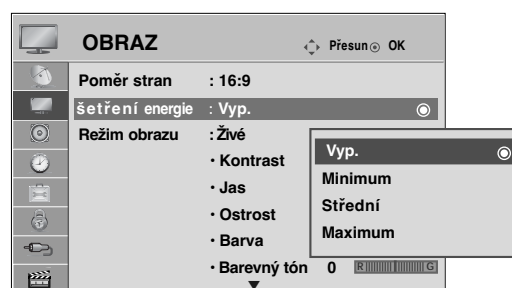 OBRAZ Přesun OK
Poměr stran : 16:9
šetření energie : Vyp.
Režim obrazu : Živé
• Kontrast
• Jas
• Ostrost
• Barva
• Barevný tón 0 R G
Vyp.
Minimum
Střední
Maximum